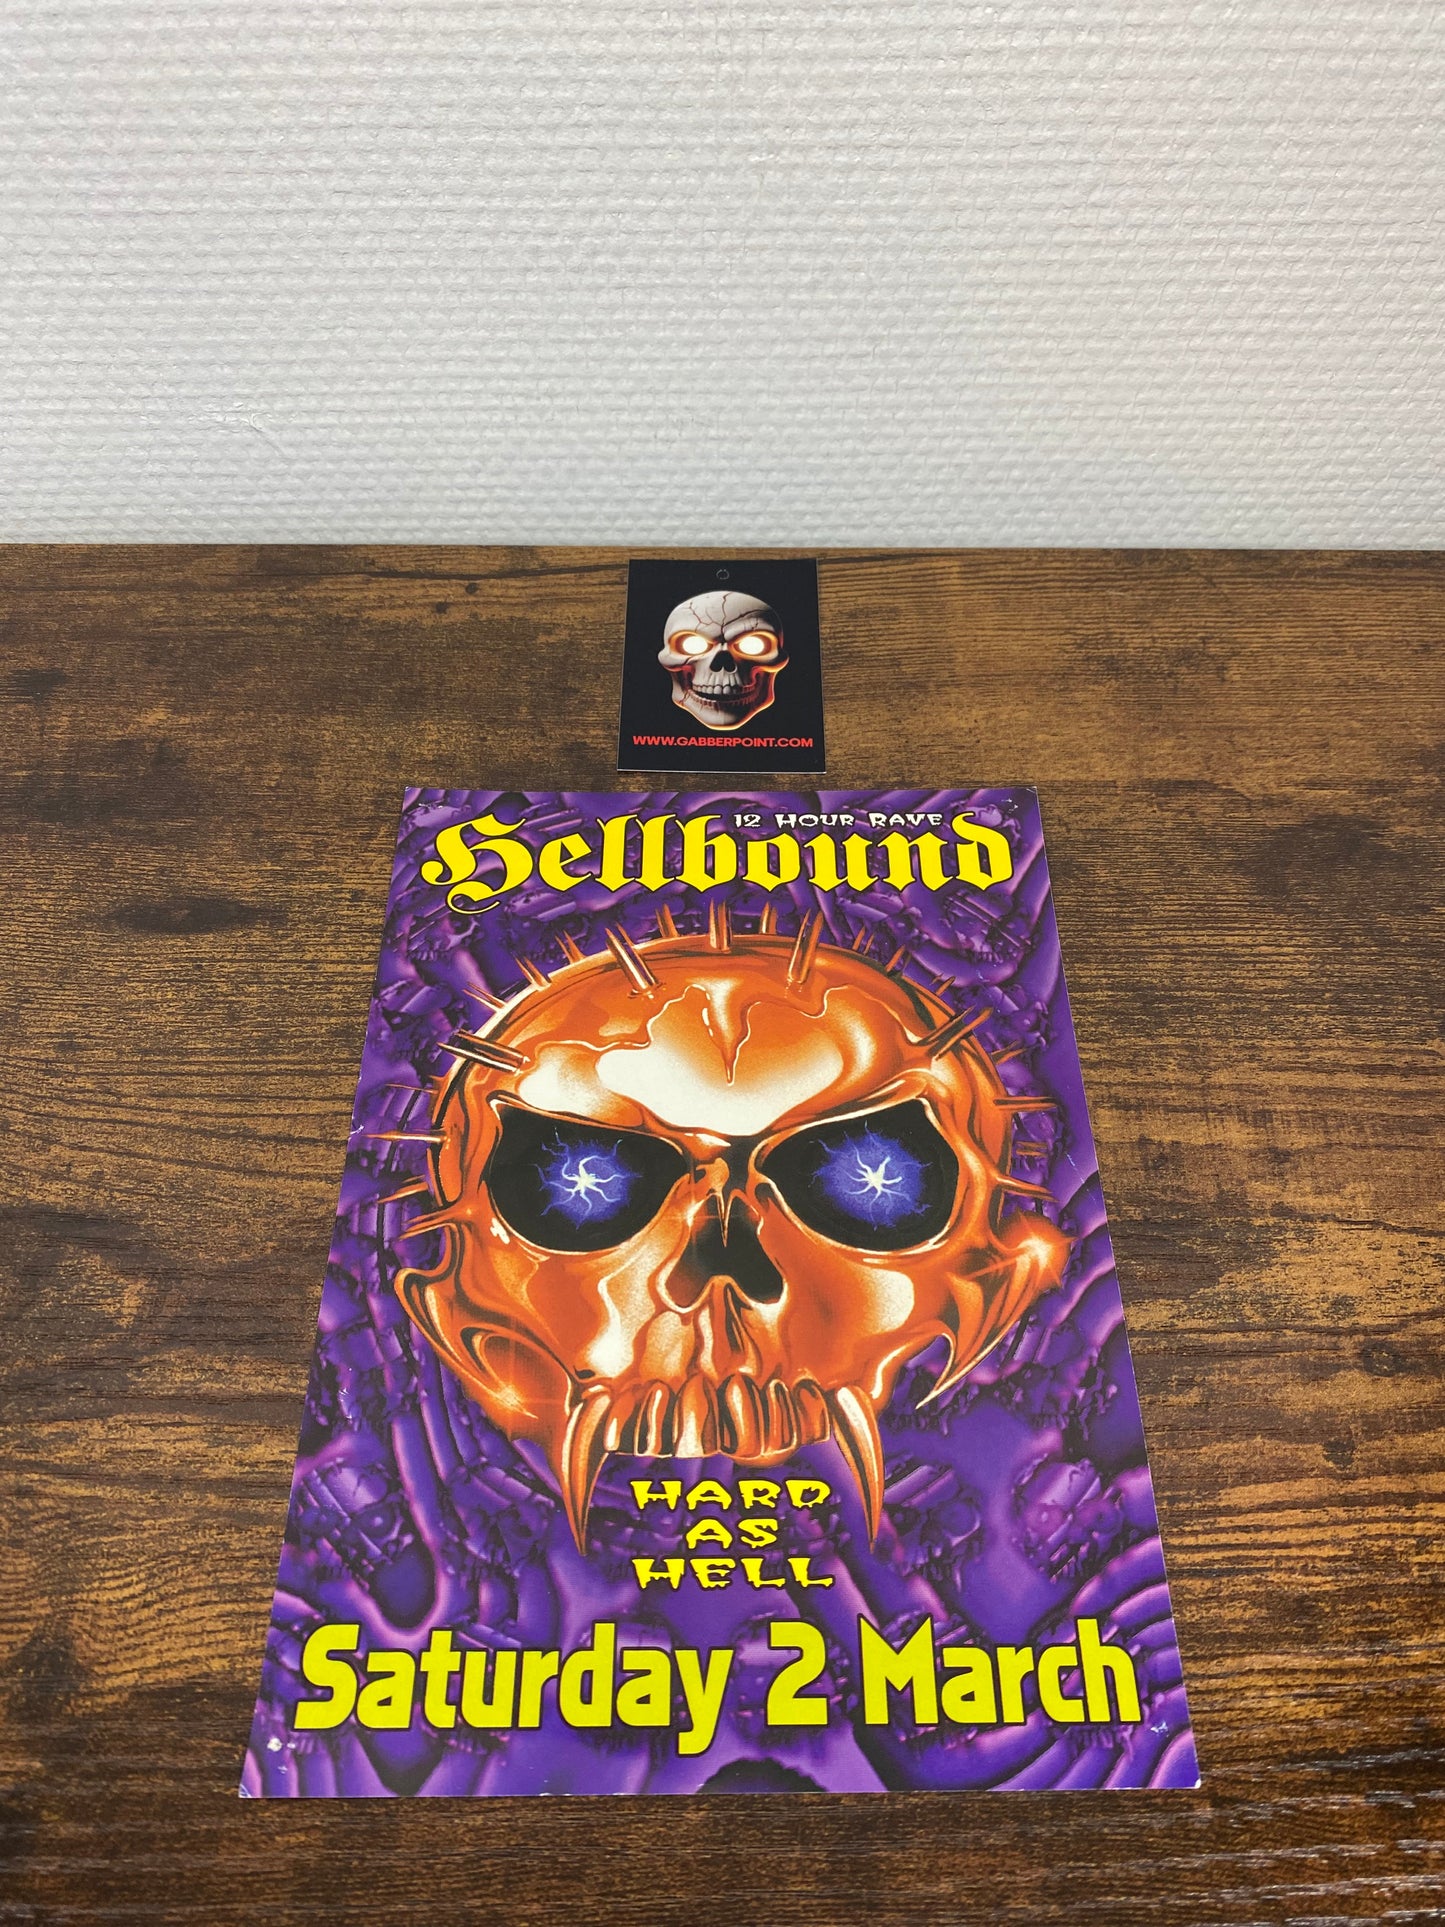 WWW.GABBERPOINT.COM
12 HOUR RAVE
Hellbound
HARD
AS
HELL
Saturday 2 March